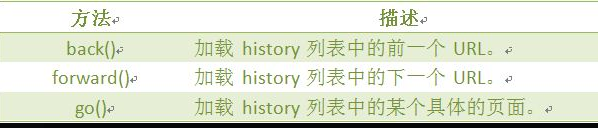 方法 描述
back() 加载 history 列表中的前一个 URL。
forward() 加载 history 列表中的下一个 URL。
go() 加载 history 列表中的某个具体的页面。